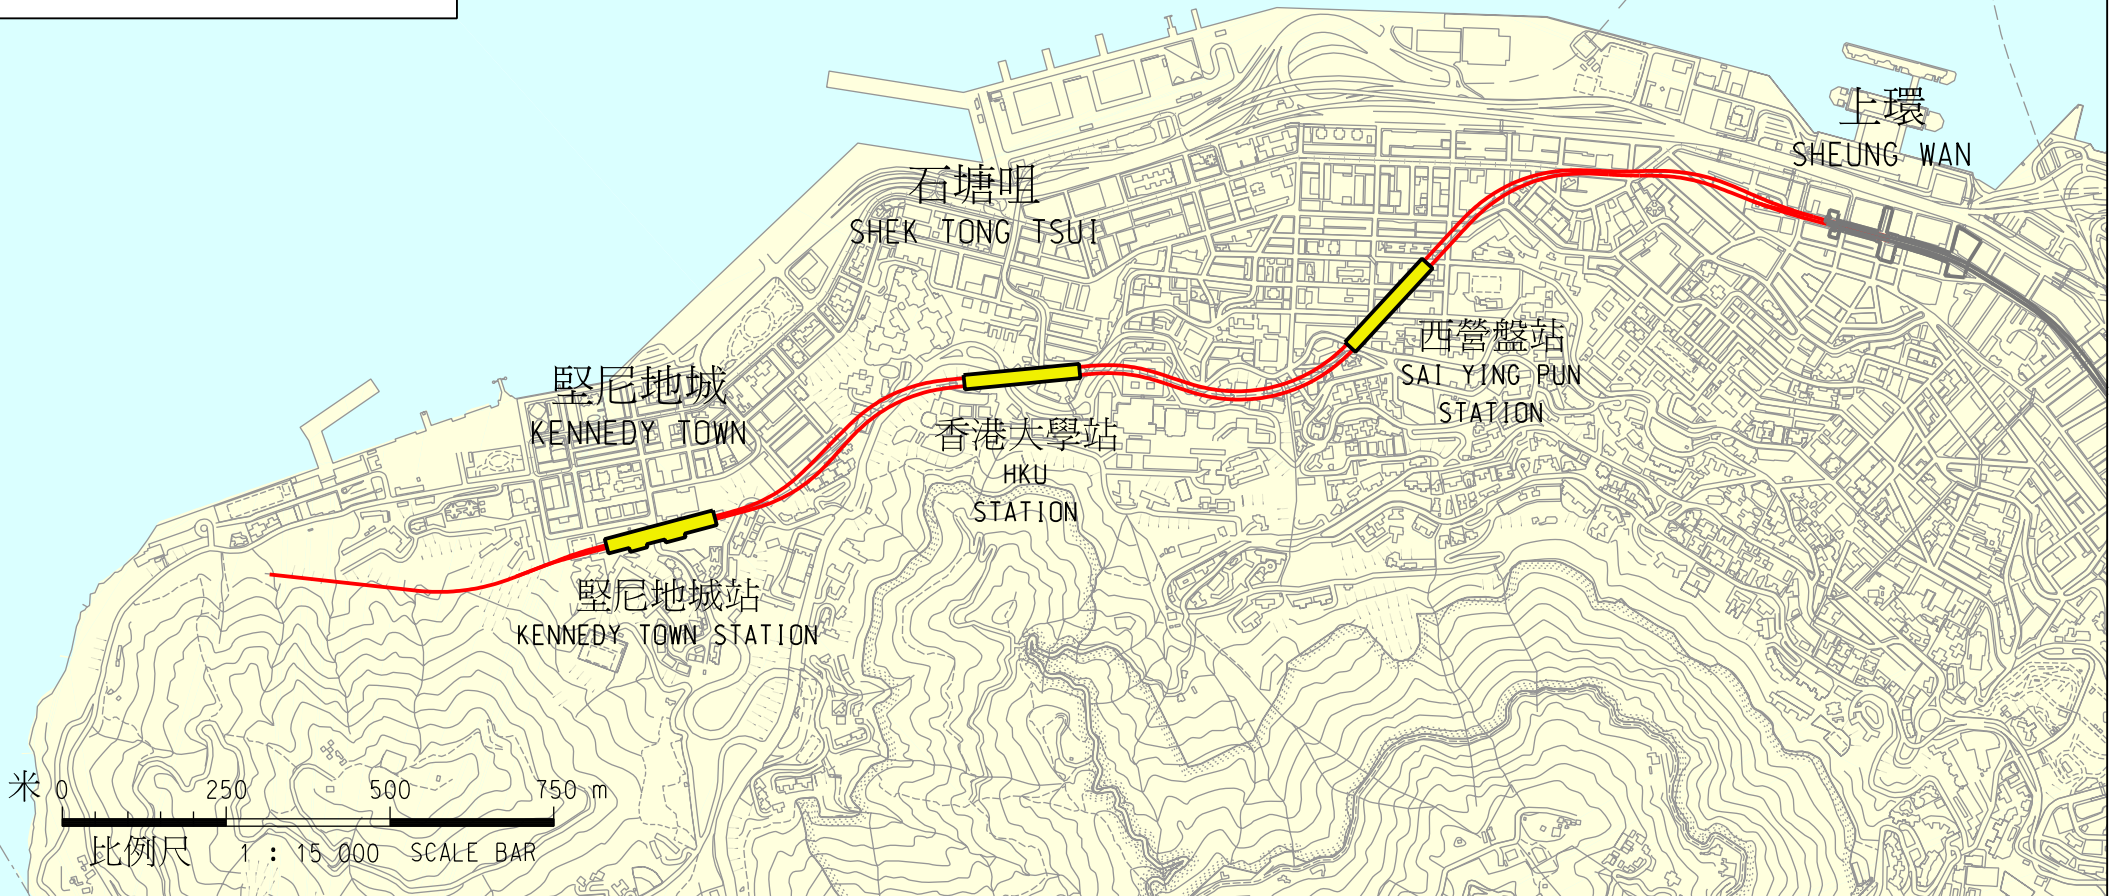 上環
SHEUNG WAN
石塘咀
SHEK TONG TSUI
西營盤站
SAI YING PUN
STATION
堅尼地城
KENNEDY TOWN
香港大學站
HKU
STATION
堅尼地城站
KENNEDY TOWN STATION
米 0 250 500 750 m
比例尺 1 : 15 000 SCALE BAR